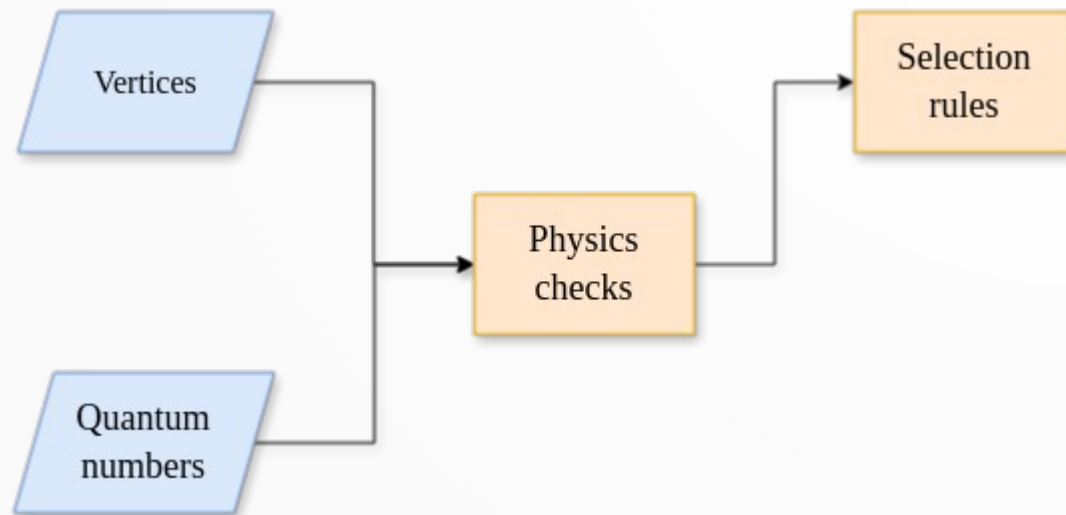 Vertices
Selection
rules
Physics
checks
Quantum
numbers